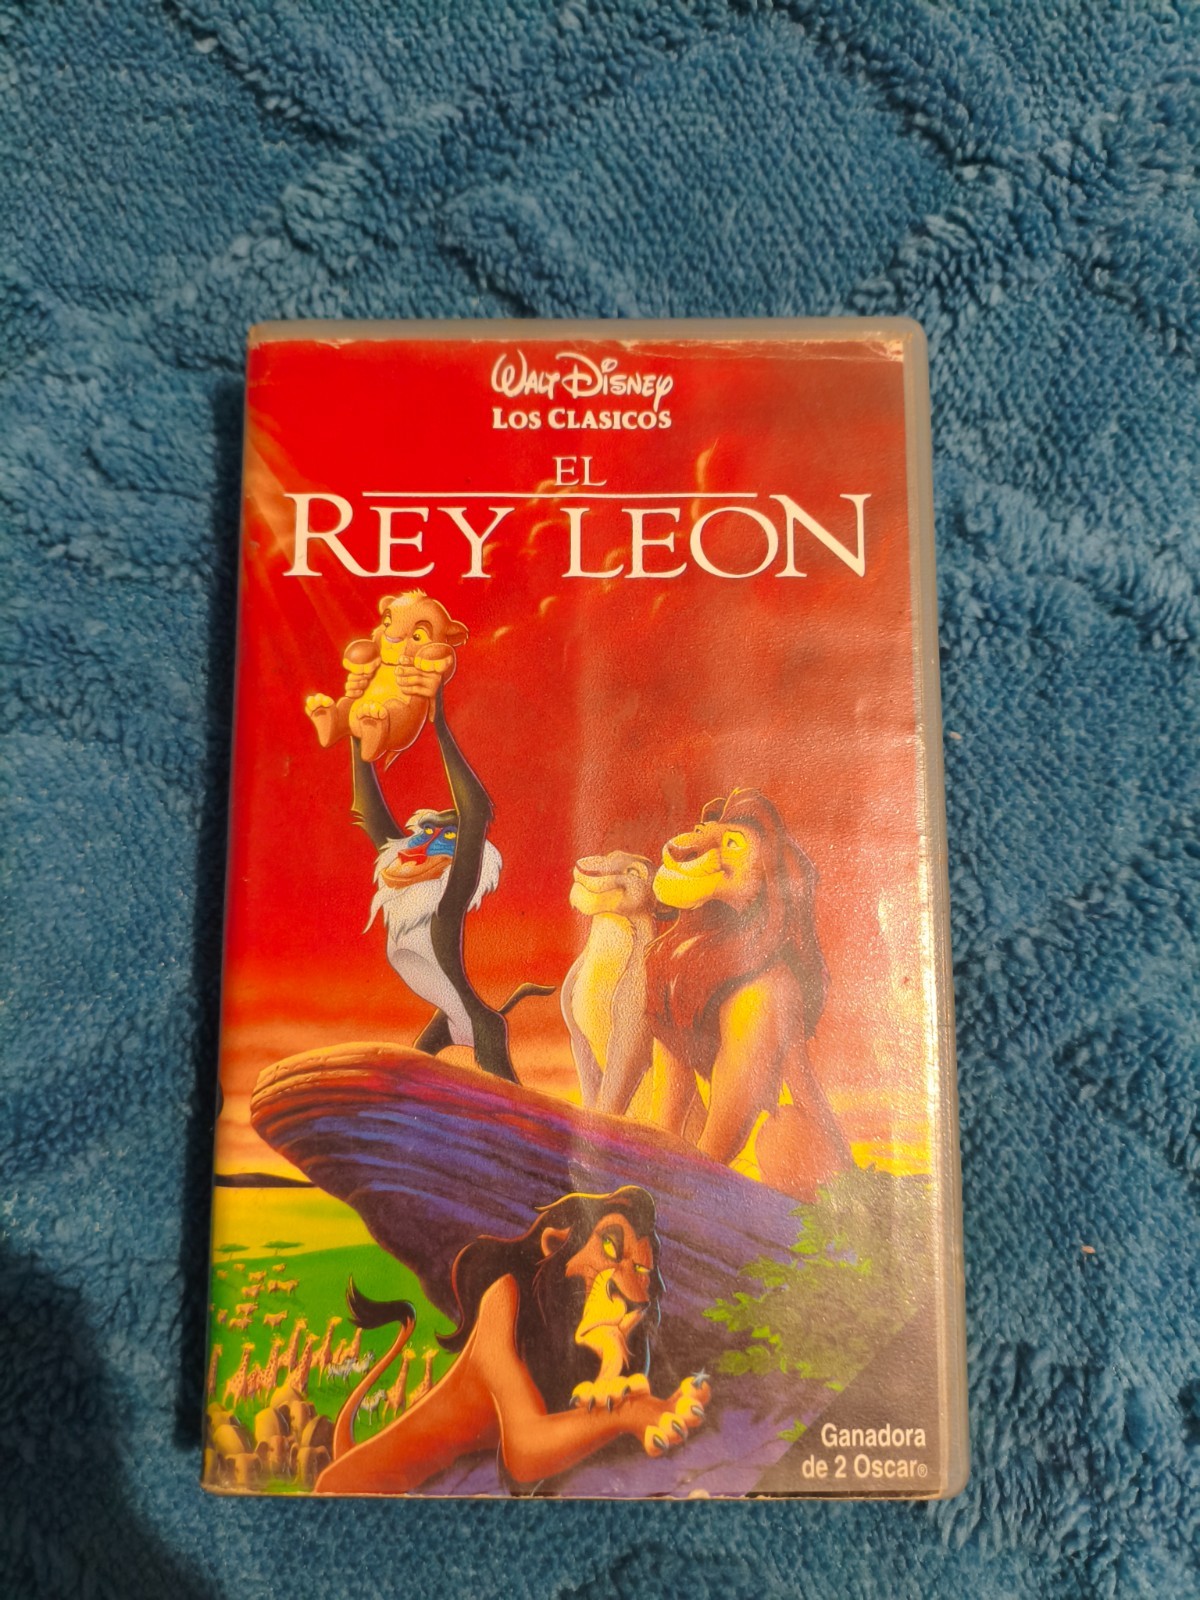 WALT DISNEY
LOS CLASICOS
EL
REY LEON
Ganadora
de 2 Oscar®